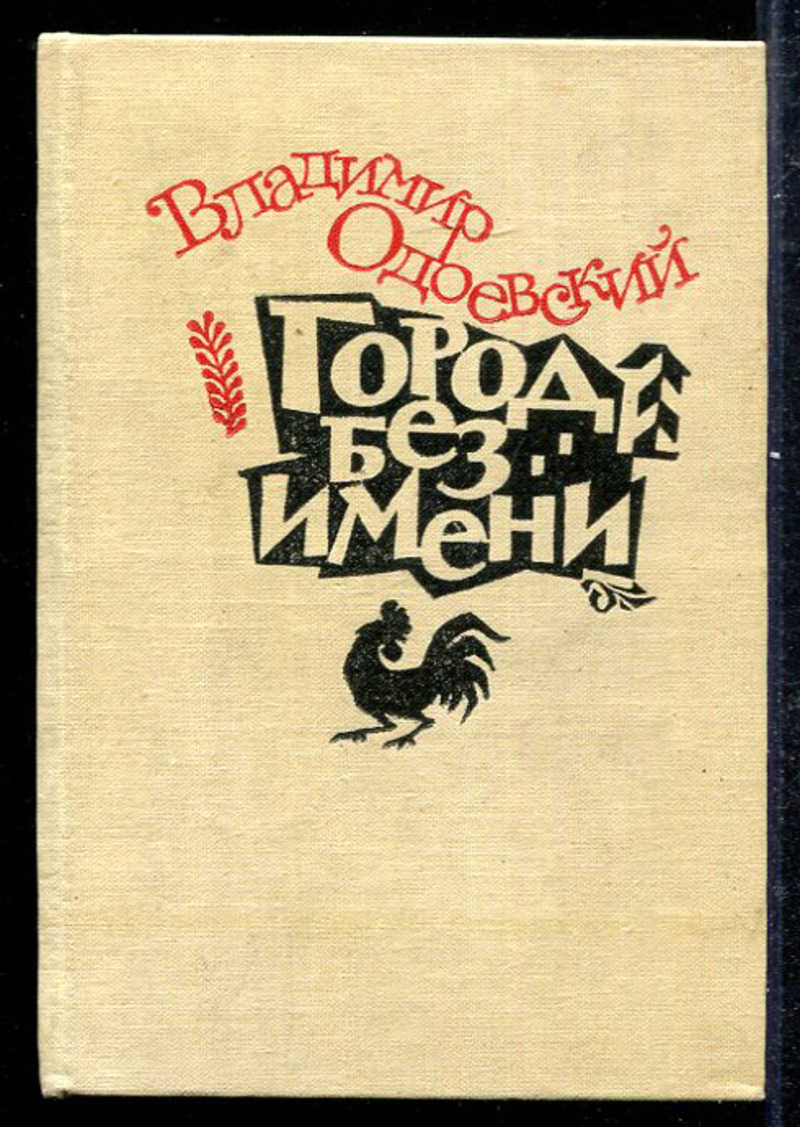 Владимир
Одоевский
Город
без
имени